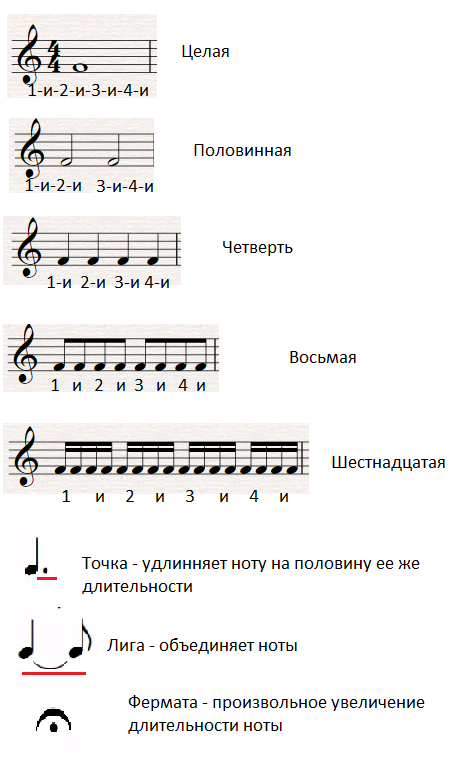 4
4
Целая
1-и-2-и-3-и-4-и
Половинная
1-и-2-и 3-и-4-и
Четверть
1-и 2-и 3-и 4-и
Восьмая
1 и 2 и 3 и 4 и
Шестнадцатая
1 и 2 и 3 и 4 и
Точка - удлинняет ноту на половину ее же
длительности
Лига - объединяет ноты
Фермата - произвольное увеличение
длительности ноты